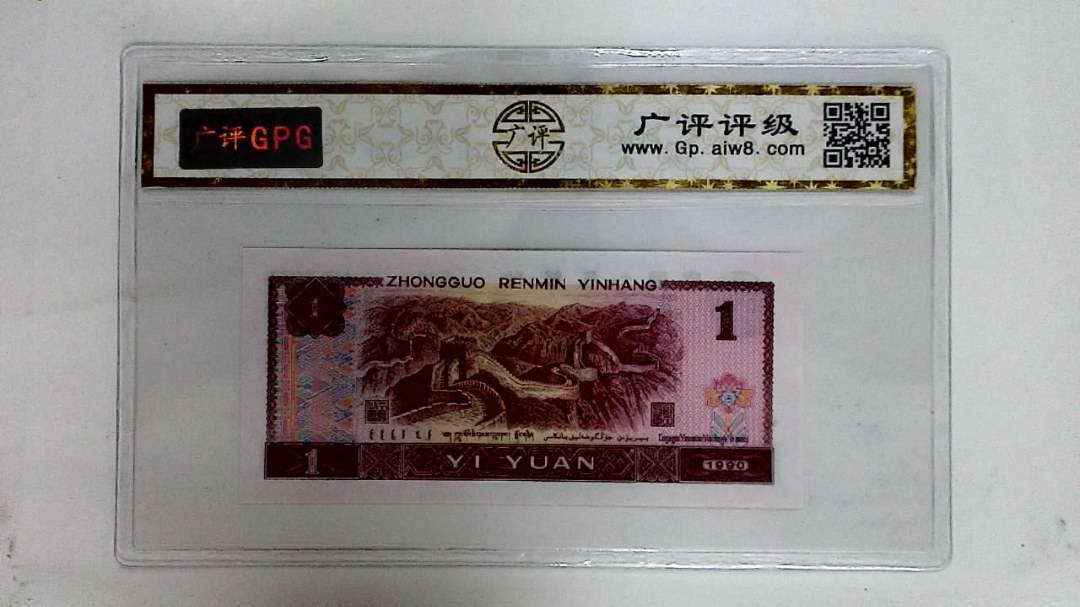 广评GPG
广评
广评评级
www. Gp. aiw8. com
ZHONGGUO RENMIN YINHANG
1
1
1
YI YUAN
1990